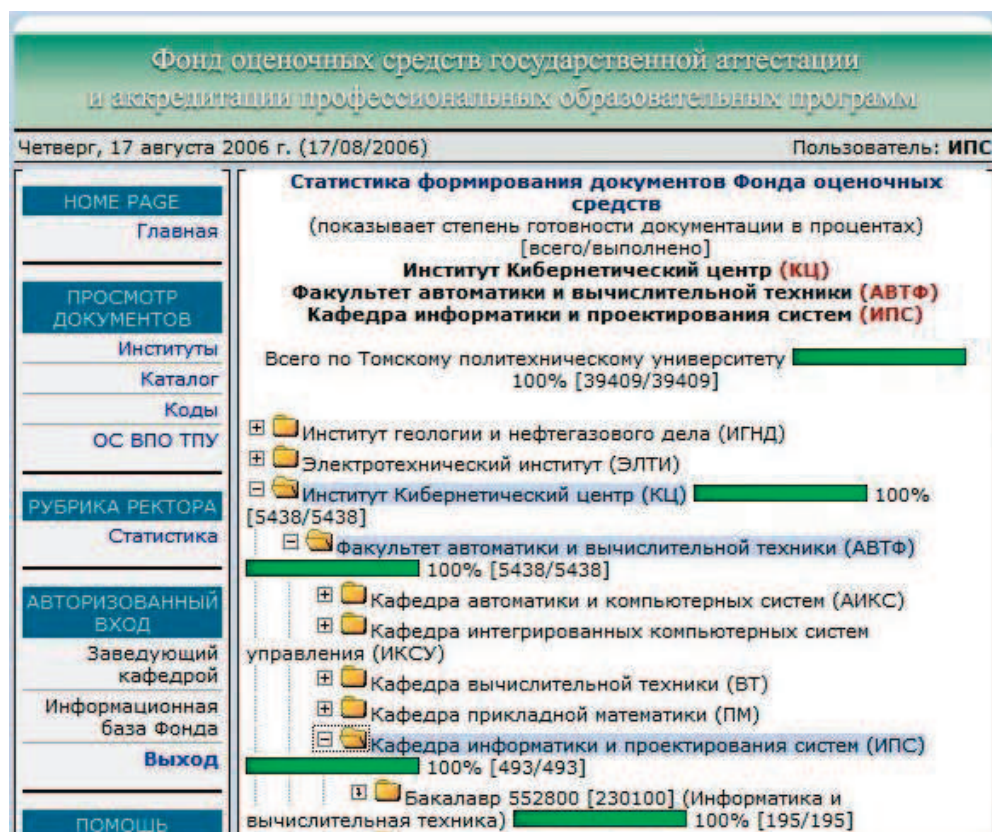 Фонд оценочных средств государственной аттестации
и аккредитации профессиональных образовательных программ
Четверг, 17 августа 2006 г. (17/08/2006)
Пользователь: ИПС
HOME PAGE
Главная
ПРОСМОТР
ДОКУМЕНТОВ
Институты
Каталог
Коды
ОС ВПО ТПУ
РУБРИКА РЕКТОРА
Статистика
АВТОРИЗОВАННЫЙ
ВХОД
Заведующий
кафедрой
Информационная
база Фонда
Выход
ПОМОЩЬ
Статистика формирования документов Фонда оценочных
средств
(показывает степень готовности документации в процентах)
[всего/выполнено]
Институт Кибернетический центр (КЦ)
Факультет автоматики и вычислительной техники (АВТФ)
Кафедра информатики и проектирования систем (ИПС)
Всего по Томскому политехническому университету
100% [39409/39409]
Институт геологии и нефтегазового дела (ИГНД)
Электротехнический институт (ЭЛТИ)
Институт Кибернетический центр (КЦ) 100%
[5438/5438]
Факультет автоматики и вычислительной техники (АВТФ)
100% [5438/5438]
Кафедра автоматики и компьютерных систем (АИКС)
Кафедра интегрированных компьютерных систем
управления (ИКСУ)
Кафедра вычислительной техники (ВТ)
Кафедра прикладной математики (ПМ)
Кафедра информатики и проектирования систем (ИПС)
100% [493/493]
Бакалавр 552800 [230100] (Информатика и
вычислительная техника) 100% [195/195]